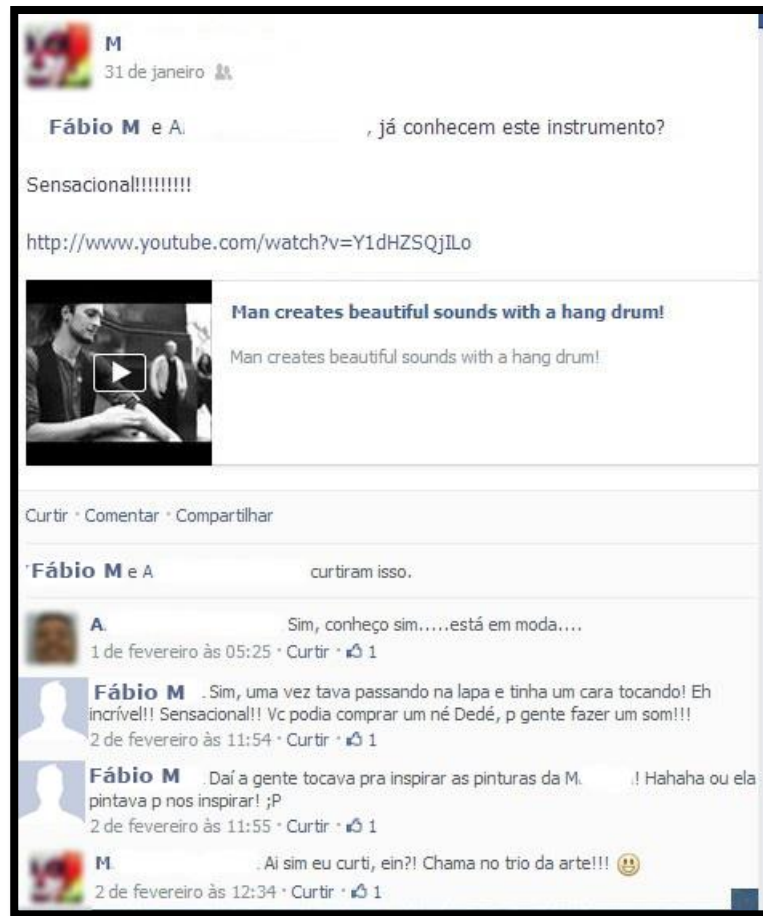 M
31 de janeiro
Fábio M e A. , já conhecem este instrumento?
Sensacional!!!!!!!!!
http://www.youtube.com/watch?v=Y1dHZSQjILo
Man creates beautiful sounds with a hang drum!
Man creates beautiful sounds with a hang drum!
Curtir · Comentar · Compartilhar
Fábio M e A curtiram isso.
A. Sim, conheço sim.....está em moda....
1 de fevereiro às 05:25 · Curtir · 1
Fábio M . Sim, uma vez tava passando na lapa e tinha um cara tocando! Eh
incrível!! Sensacional!! Vc podia comprar um né Dedé, p gente fazer um som!!!
2 de fevereiro às 11:54 · Curtir · 1
Fábio M . Daí a gente tocava pra inspirar as pinturas da M. .! Hahaha ou ela
pintava p nos inspirar! ;P
2 de fevereiro às 11:55 · Curtir · 1
M. . Ai sim eu curti, ein?! Chama no trio da arte!!!
2 de fevereiro às 12:34 · Curtir · 1